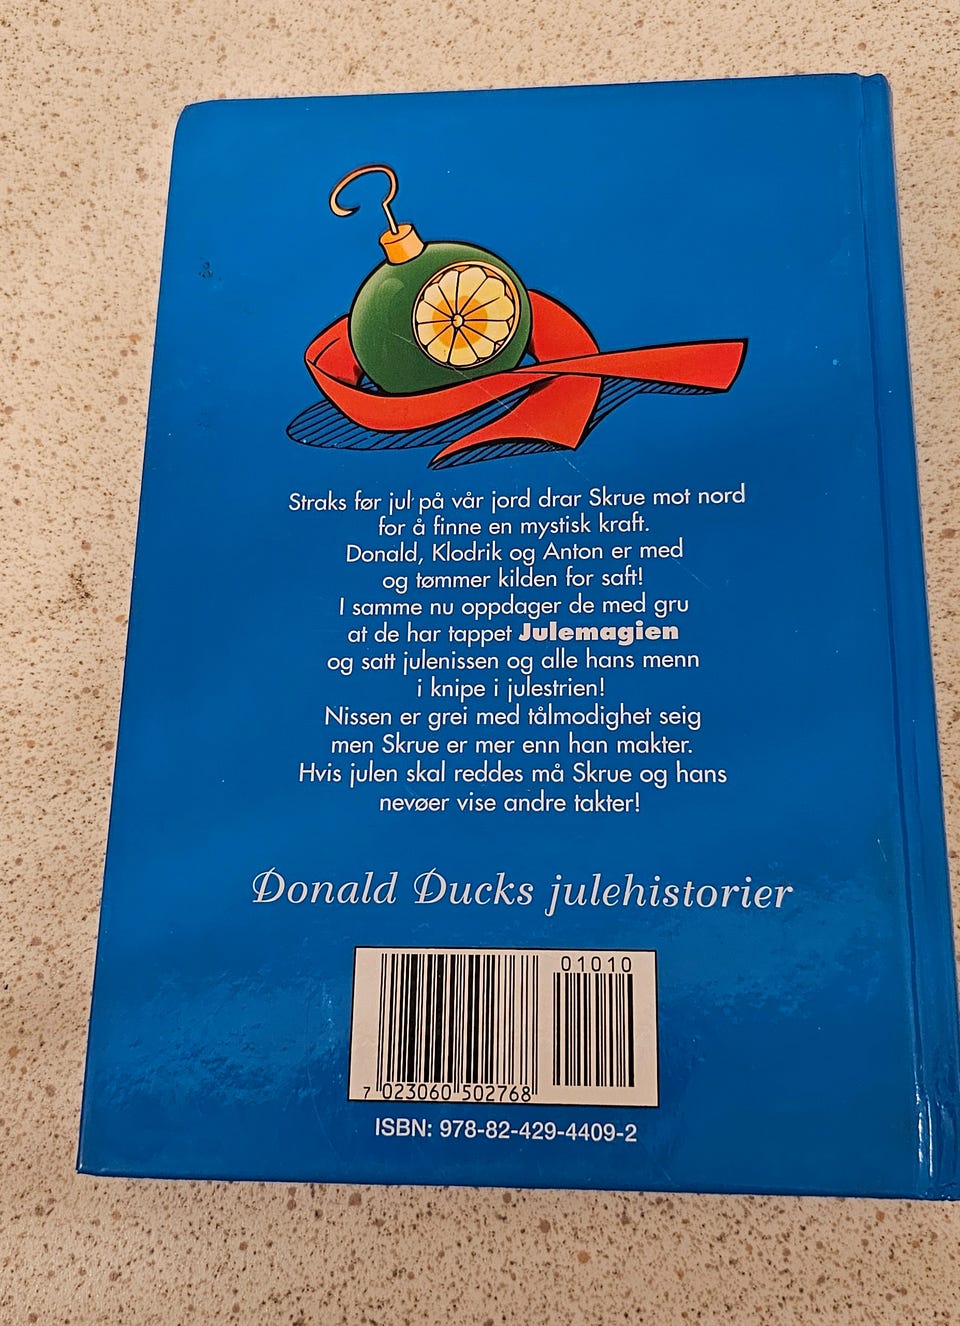 Straks før jul på vår jord drar Skrue mot nord
for å finne en mystisk kraft.
Donald, Klodrik og Anton er med
og tømmer kilden for saft!
I samme nu oppdager de med gru
at de har tappet Julemagien
og satt julenissen og alle hans menn
i knipe i julestrien!
Nissen er grei med tålmodighet seig
men Skrue er mer enn han makter.
Hvis julen skal reddes må Skrue og hans
nevøer vise andre takter!
Donald Ducks julehistorier
01010
7 023060 502768
ISBN: 978-82-429-4409-2